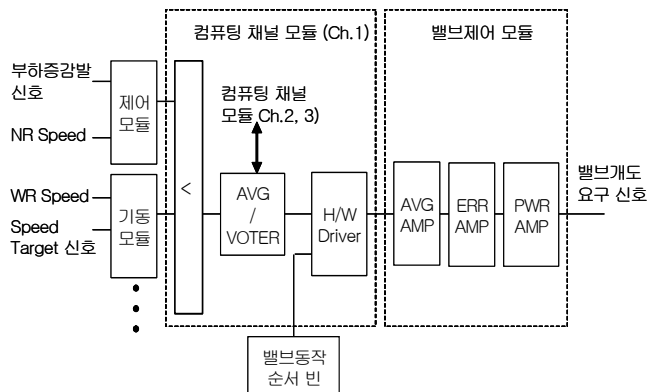 컴퓨팅 채널 모듈 (Ch.1)
밸브제어 모듈
부하증감발
신호
NR Speed
제어
모듈
WR Speed
Speed
Target 신호
기동
모듈
<
컴퓨팅 채널
모듈 Ch.2, 3)
AVG
/
VOTER
H/W
Driver
AVG
AMP
ERR
AMP
PWR
AMP
밸브개도
요구 신호
밸브동작
순서 빈